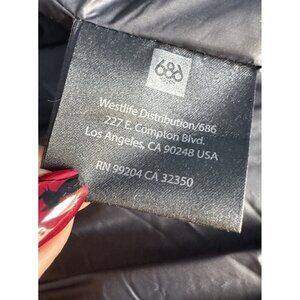 686
Westlife Distribution/686
227 E. Compton Blvd.
Los Angeles, CA 90248 USA
RN 99204 CA 32350